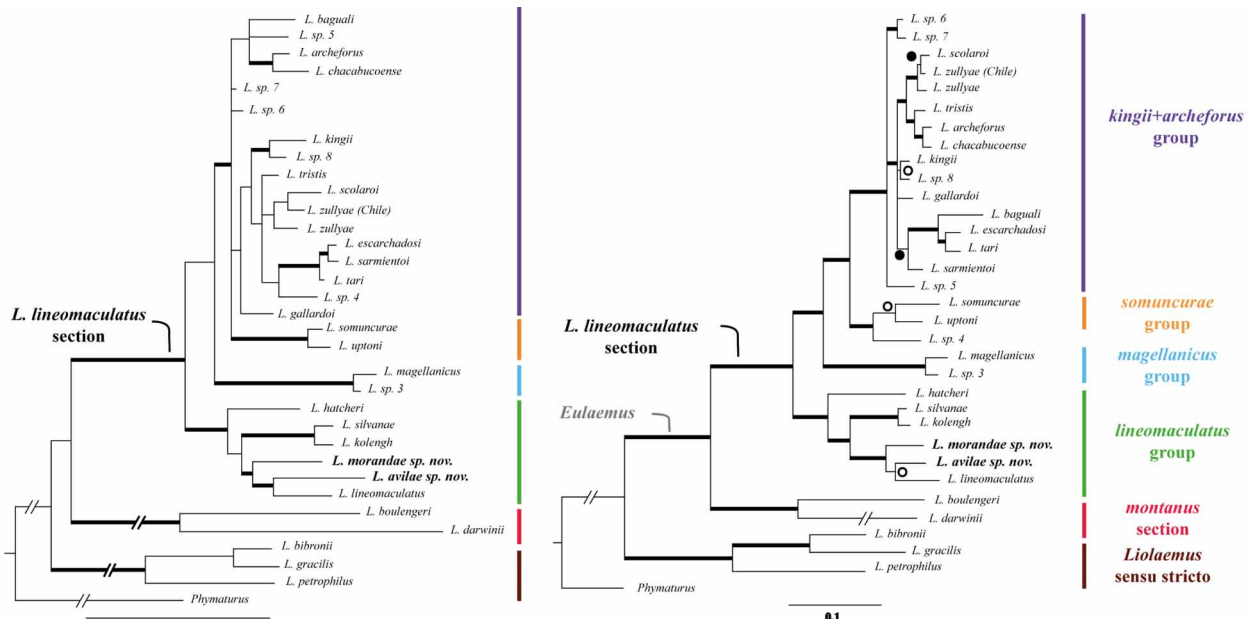 L. baguali
L. sp. 5
L. archeforus
L. chacabucoense
L. sp. 7
L. sp. 6
L. kingii
L. sp. 8
L. tristis
L. scolaroi
L. zullyae (Chile)
L. zullyae
L. escarchadosi
L. sarmientoi
L. tari
L. sp. 4
L. gallardoi
L. somuncurae
L. uptoni
L. magellanicus
L. sp. 3
L. hatcheri
L. silvanae
L. kolengh
L. morandae sp. nov.
L. avilae sp. nov.
L. lineomaculatus
L. boulengeri
L. darwinii
L. bibronii
L. gracilis
L. petrophilus
Phymaturus
L. lineomaculatus
section
L. sp. 6
L. sp. 7
L. scolaroi
L. zullyae (Chile)
L. zullyae
L. tristis
L. archeforus
L. chacabucoense
L. kingii
L. sp. 8
L. gallardoi
L. baguali
L. escarchadosi
L. tari
L. sarmientoi
L. sp. 5
L. somuncurae
L. uptoni
L. sp. 4
L. magellanicus
L. sp. 3
L. hatcheri
L. silvanae
L. kolengh
L. morandae sp. nov.
L. avilae sp. nov.
L. lineomaculatus
L. boulengeri
L. darwinii
L. bibronii
L. gracilis
L. petrophilus
Phymaturus
L. lineomaculatus
section
Eulaemus
0.1
kingii+archeforus
group
somuncurae
group
magellanicus
group
lineomaculatus
group
montanus
section
Liolaemus
sensu stricto